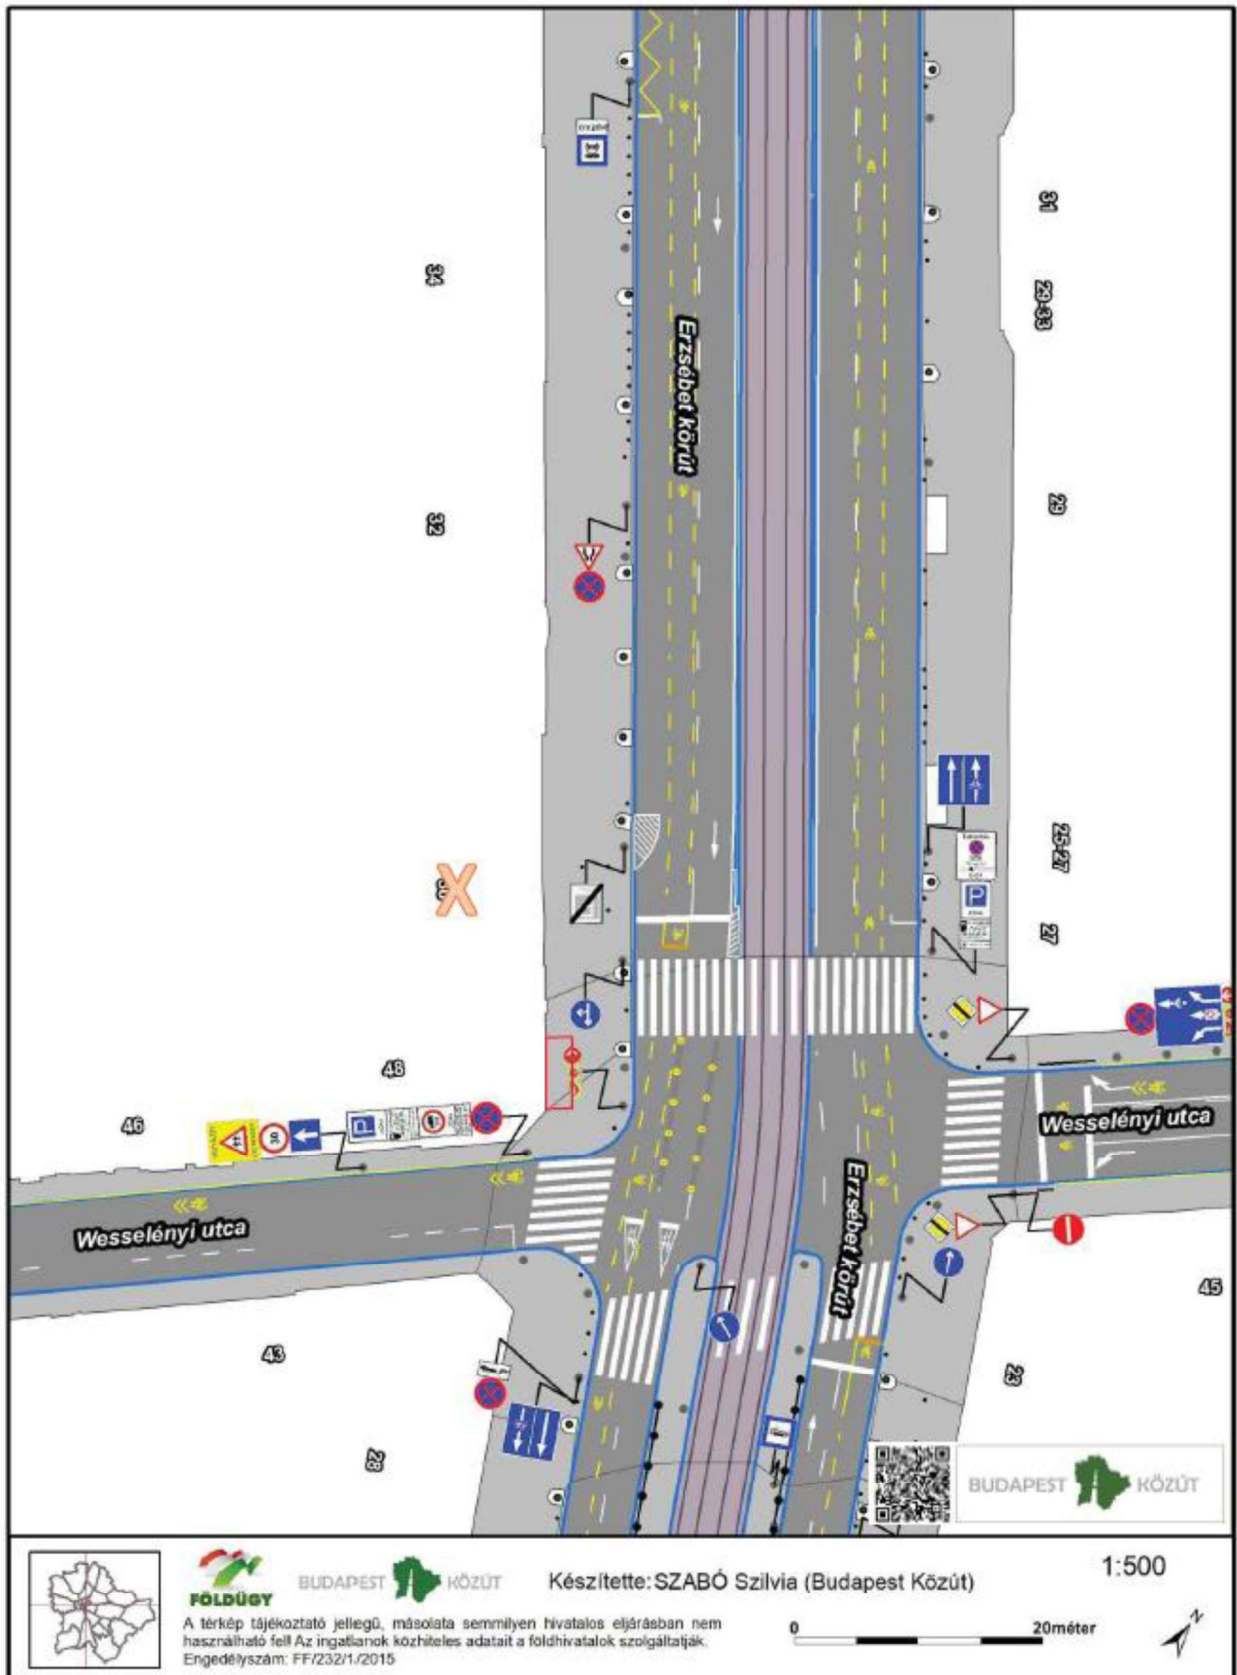 31
34
29-33
Erzsébet körút
29
32
25-27
27
48
46
30
Wesselényi utca
Wesselényi utca
Erzsébet körút
45
43
23
28
BUDAPEST KÖZÚT
FÖLDÜGY
BUDAPEST KÖZÚT
Készítette: SZABÓ Szilvia (Budapest Közút)
1:500
A térkép tájékoztató jellegű, másolata semmilyen hivatalos eljárásban nem
használható fel! Az ingatlanok közhiteles adatait a földhivatalok szolgáltatják.
Engedélyszám: FF/232/1./2015
0 20méter
N